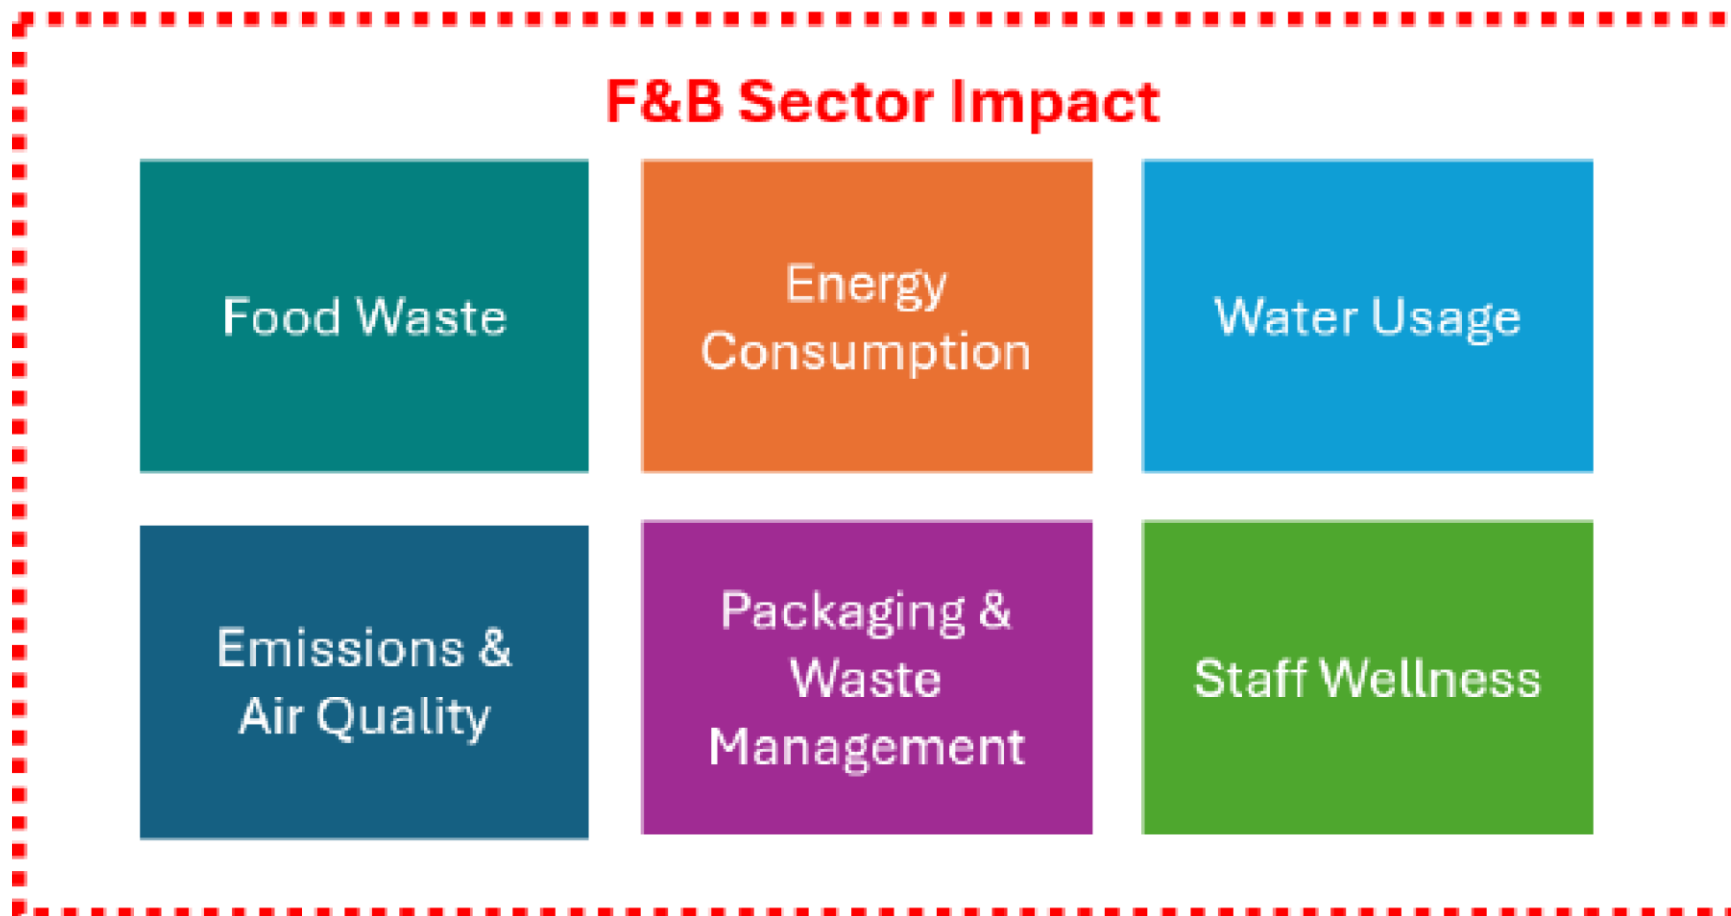 F&B Sector Impact
Food Waste
Energy
Consumption
Water Usage
Emissions &
Air Quality
Packaging &
Waste
Management
Staff Wellness